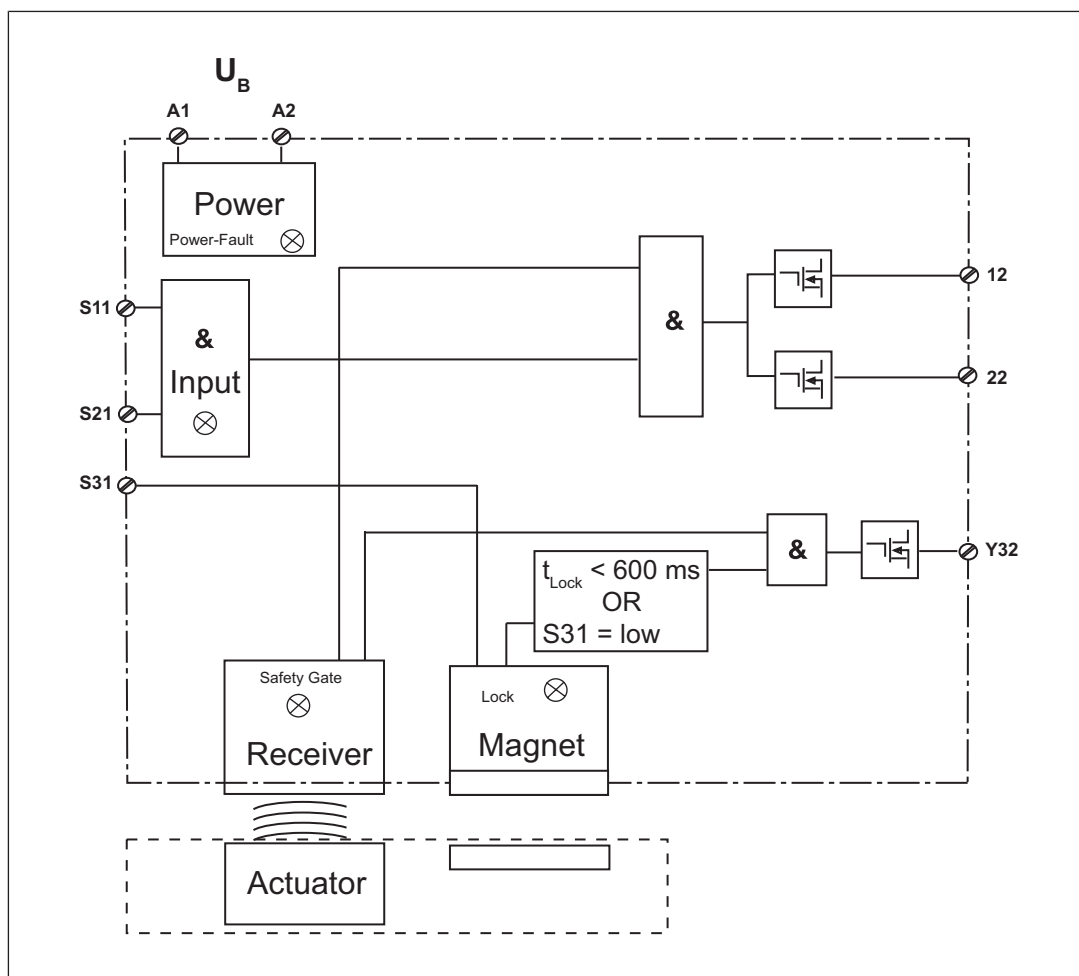 U_B
A1
A2
Power
Power-Fault
S11
&
Input
S21
S31
&
12
22
&
Y32
t_Lock < 600 ms
OR
S31 = low
Safety Gate
Receiver
Lock
Magnet
Actuator